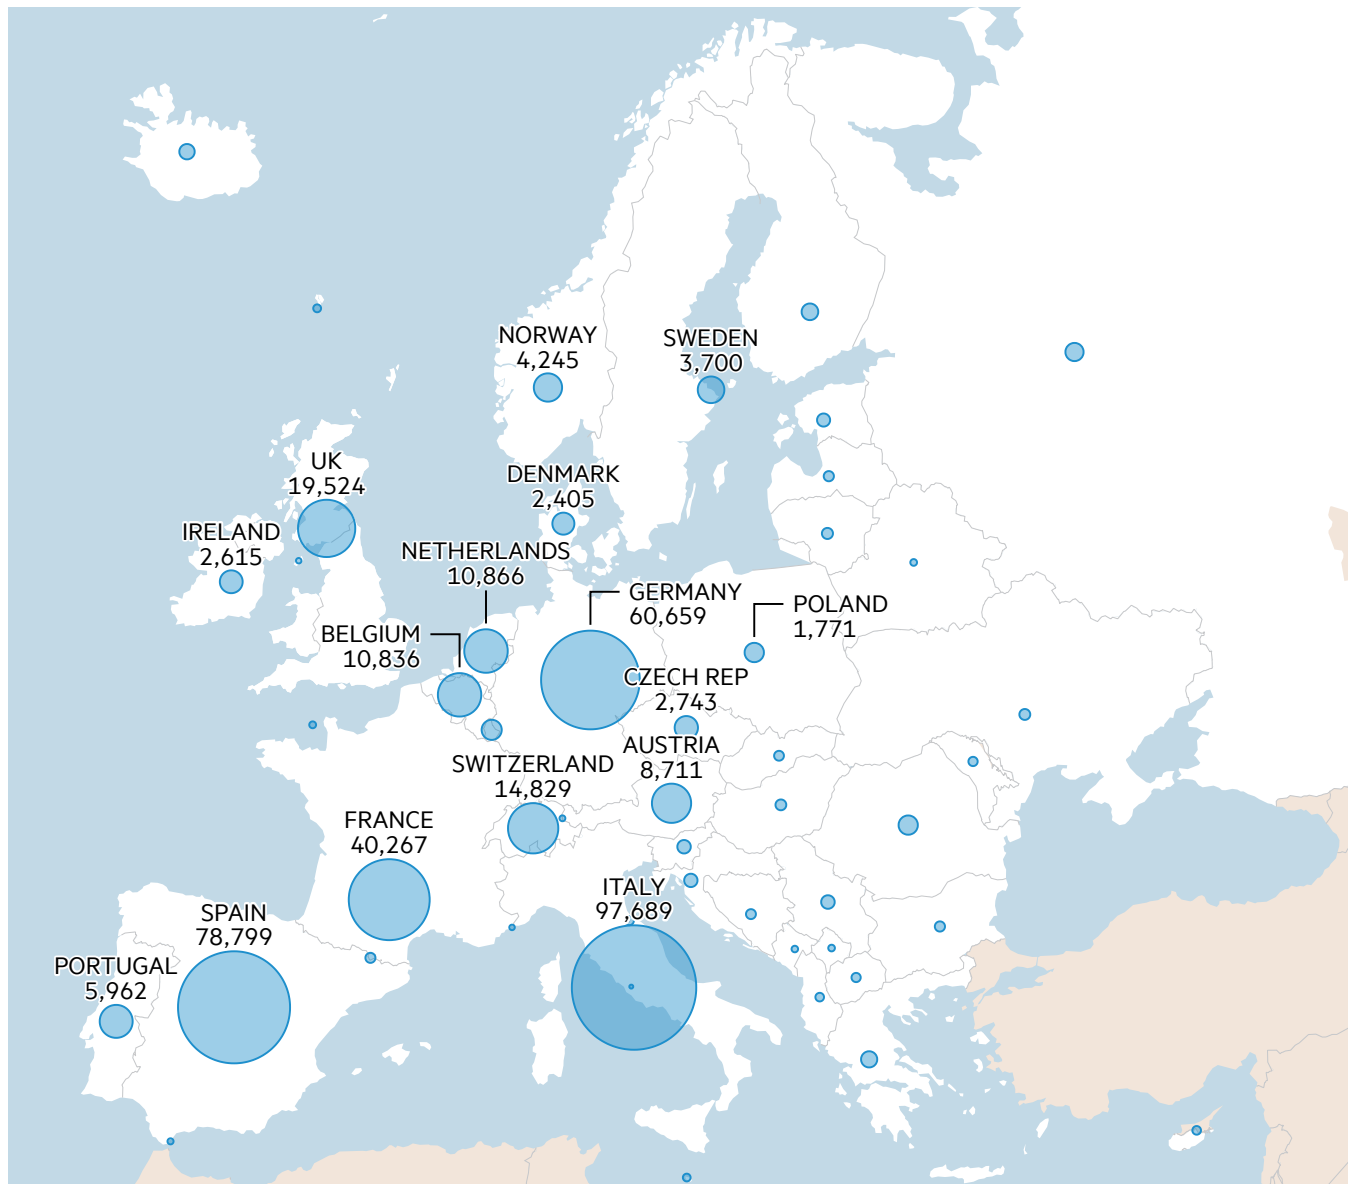 NORWAY
4,245
SWEDEN
3,700
UK
19,524
DENMARK
2,405
IRELAND
2,615
NETHERLANDS
10,866
GERMANY
60,659
POLAND
1,771
BELGIUM
10,836
CZECH REP
2,743
AUSTRIA
8,711
SWITZERLAND
14,829
FRANCE
40,267
ITALY
97,689
SPAIN
78,799
PORTUGAL
5,962